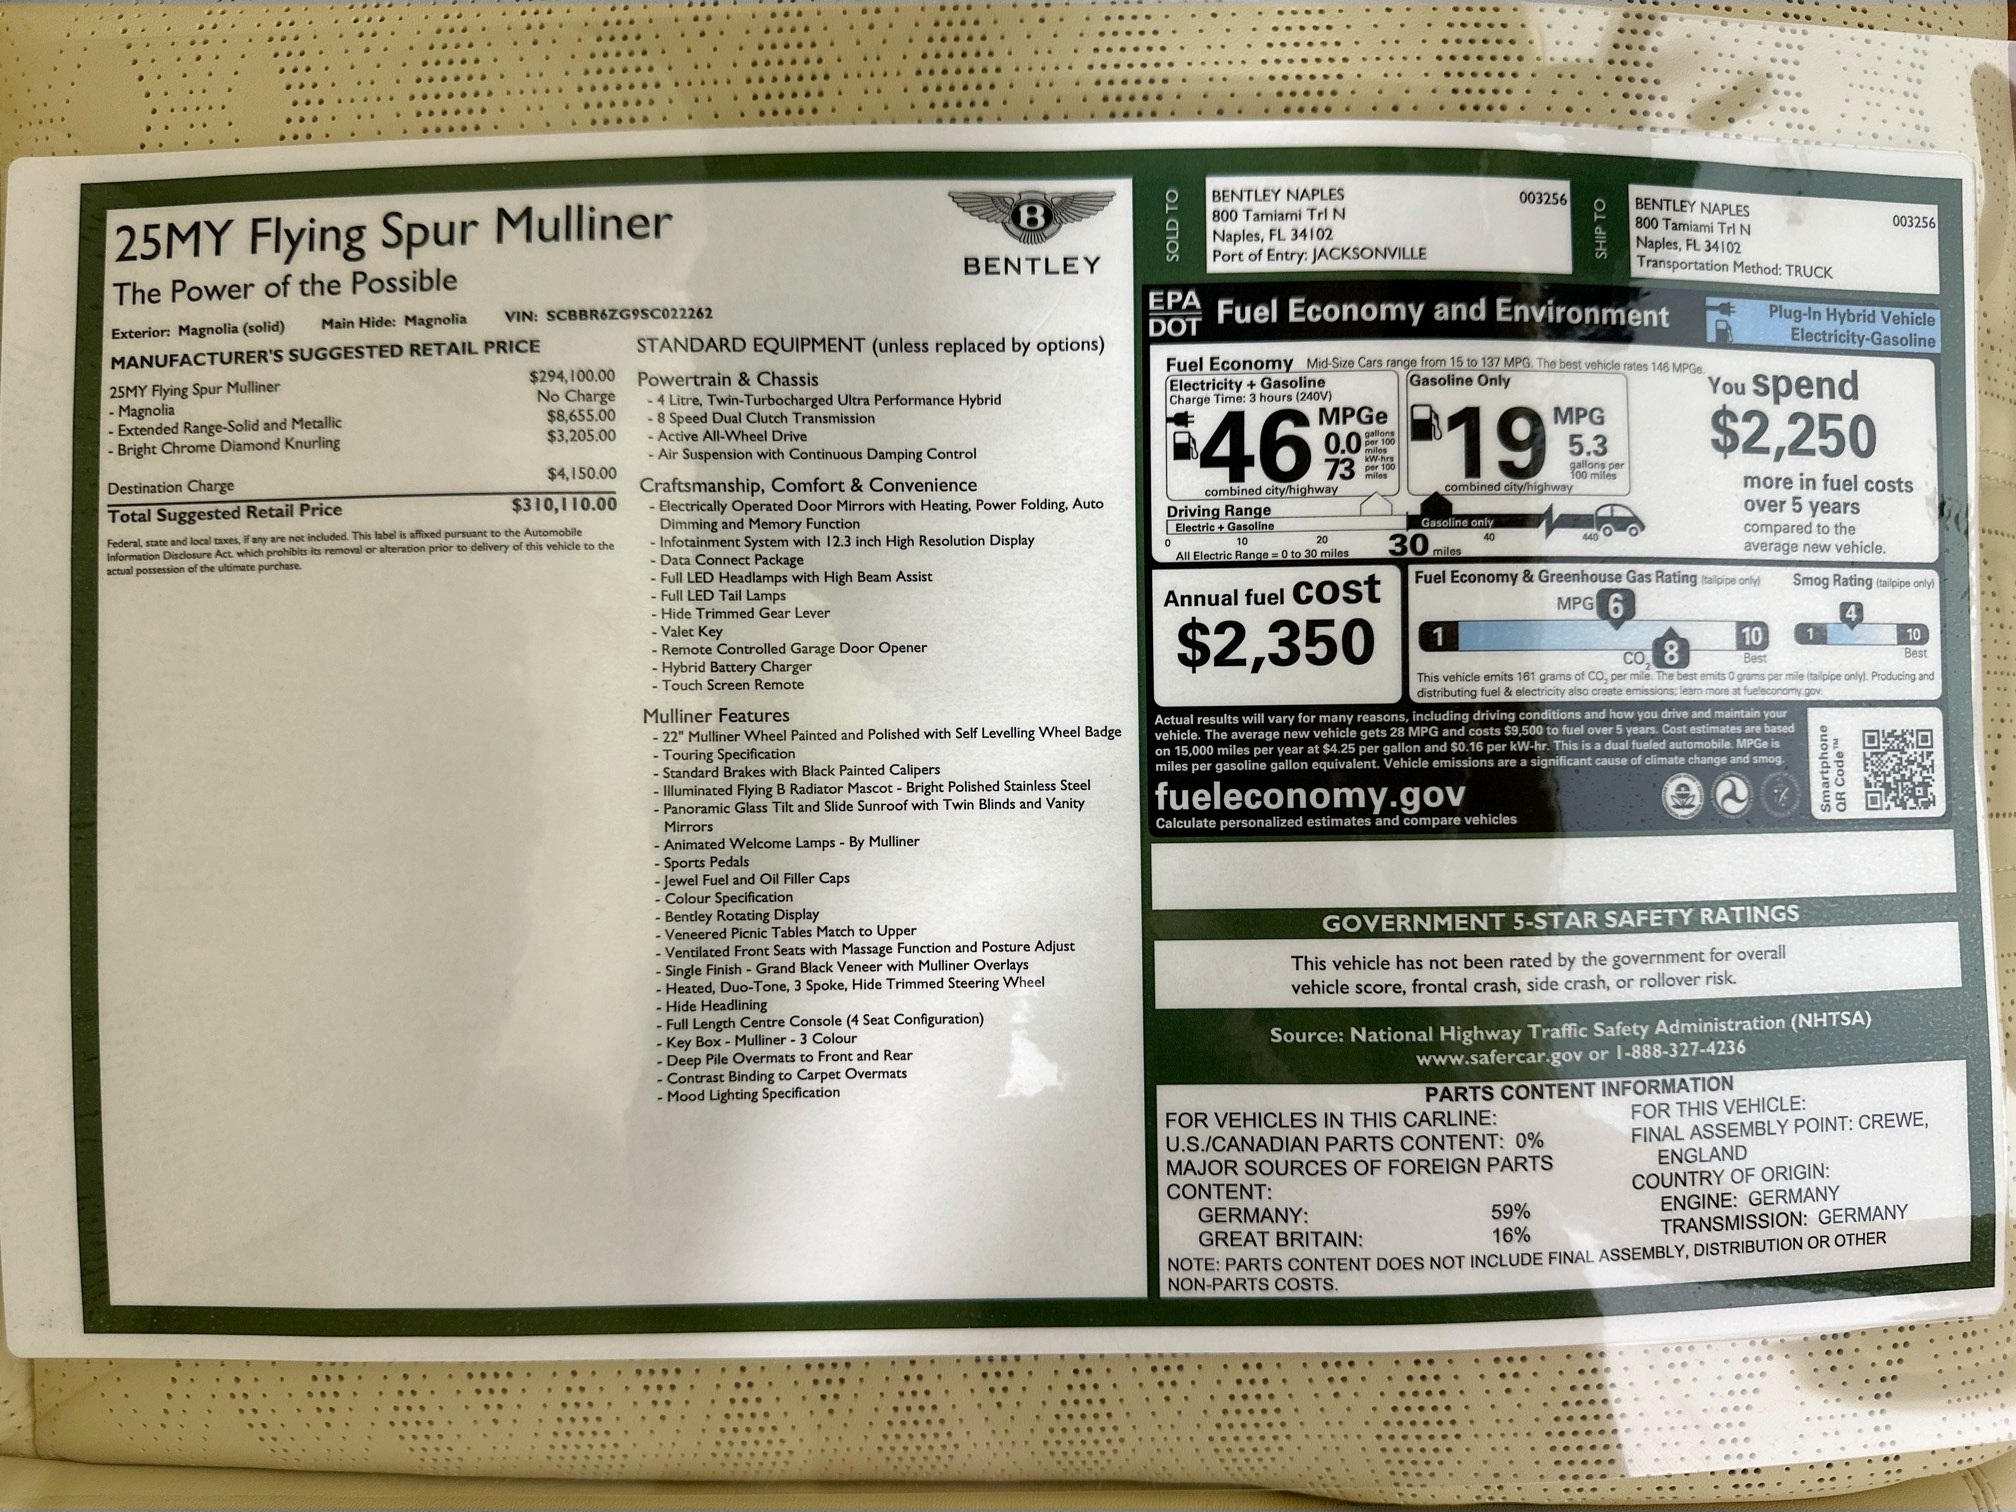 25MY Flying Spur Mulliner
The Power of the Possible
B
BENTLEY
Exterior: Magnolia (solid) Main Hide: Magnolia VIN: SCBBR6ZG9SC022262
MANUFACTURER'S SUGGESTED RETAIL PRICE
25MY Flying Spur Mulliner $294,100.00
- Magnolia No Charge
- Extended Range-Solid and Metallic $8,655.00
- Bright Chrome Diamond Knurling $3,205.00
Destination Charge $4,150.00
Total Suggested Retail Price $310,110.00
Federal, state and local taxes, if any are not included. This label is affixed pursuant to the Automobile
Information Disclosure Act. which prohibits its removal or alteration prior to delivery of this vehicle to the
actual possession of the ultimate purchase.
STANDARD EQUIPMENT (unless replaced by options)
Powertrain & Chassis
- 4 Litre, Twin-Turbocharged Ultra Performance Hybrid
- 8 Speed Dual Clutch Transmission
- Active All-Wheel Drive
- Air Suspension with Continuous Damping Control
Craftsmanship, Comfort & Convenience
- Electrically Operated Door Mirrors with Heating, Power Folding, Auto
Dimming and Memory Function
- Infotainment System with 12.3 inch High Resolution Display
- Data Connect Package
- Full LED Headlamps with High Beam Assist
- Full LED Tail Lamps
- Hide Trimmed Gear Lever
- Valet Key
- Remote Controlled Garage Door Opener
- Hybrid Battery Charger
- Touch Screen Remote
Mulliner Features
- 22" Mulliner Wheel Painted and Polished with Self Levelling Wheel Badge
- Touring Specification
- Standard Brakes with Black Painted Calipers
- Illuminated Flying B Radiator Mascot - Bright Polished Stainless Steel
- Panoramic Glass Tilt and Slide Sunroof with Twin Blinds and Vanity
Mirrors
- Animated Welcome Lamps - By Mulliner
- Sports Pedals
- Jewel Fuel and Oil Filler Caps
- Colour Specification
- Bentley Rotating Display
- Veneered Picnic Tables Match to Upper
- Ventilated Front Seats with Massage Function and Posture Adjust
- Single Finish - Grand Black Veneer with Mulliner Overlays
- Heated, Duo-Tone, 3 Spoke, Hide Trimmed Steering Wheel
- Hide Headlining
- Full Length Centre Console (4 Seat Configuration)
- Key Box - Mulliner - 3 Colour
- Deep Pile Overmats to Front and Rear
- Contrast Binding to Carpet Overmats
- Mood Lighting Specification
SOLD TO
BENTLEY NAPLES 003256
800 Tamiami Trl N
Naples, FL 34102
Port of Entry: JACKSONVILLE
SHIP TO
BENTLEY NAPLES 003256
800 Tamiami Trl N
Naples, FL 34102
Transportation Method: TRUCK
EPA
DOT
Fuel Economy and Environment
Plug-In Hybrid Vehicle
Electricity-Gasoline
Fuel Economy Mid-Size Cars range from 15 to 137 MPG. The best vehicle rates 146 MPGe.
Electricity + Gasoline
Charge Time: 3 hours (240V)
46 MPGe
0.0 gallons per 100 miles
73 kW-hrs per 100 miles
combined city/highway
Gasoline Only
19 MPG
5.3
gallons per
100 miles
combined city/highway
You spend
$2,250
more in fuel costs
over 5 years
compared to the
average new vehicle.
Driving Range
Electric + Gasoline Gasoline only
0 10 20 30 miles 40 440
All Electric Range = 0 to 30 miles
Annual fuel cost
$2,350
Fuel Economy & Greenhouse Gas Rating (tailpipe only)
MPG 6
1 10
CO2 8 Best
Smog Rating (tailpipe only)
4
1 10
Best
This vehicle emits 161 grams of CO2 per mile. The best emits 0 grams per mile (tailpipe only). Producing and
distributing fuel & electricity also create emissions; learn more at fueleconomy.gov.
Actual results will vary for many reasons, including driving conditions and how you drive and maintain your
vehicle. The average new vehicle gets 28 MPG and costs $9,500 to fuel over 5 years. Cost estimates are based
on 15,000 miles per year at $4.25 per gallon and $0.16 per kW-hr. This is a dual fueled automobile. MPGe is
miles per gasoline gallon equivalent. Vehicle emissions are a significant cause of climate change and smog.
fueleconomy.gov
Calculate personalized estimates and compare vehicles
Smartphone
QR Code™
GOVERNMENT 5-STAR SAFETY RATINGS
This vehicle has not been rated by the government for overall
vehicle score, frontal crash, side crash, or rollover risk.
Source: National Highway Traffic Safety Administration (NHTSA)
www.safercar.gov or 1-888-327-4236
PARTS CONTENT INFORMATION
FOR VEHICLES IN THIS CARLINE:
U.S./CANADIAN PARTS CONTENT: 0%
MAJOR SOURCES OF FOREIGN PARTS
CONTENT:
GERMANY: 59%
GREAT BRITAIN: 16%
FOR THIS VEHICLE:
FINAL ASSEMBLY POINT: CREWE,
ENGLAND
COUNTRY OF ORIGIN:
ENGINE: GERMANY
TRANSMISSION: GERMANY
NOTE: PARTS CONTENT DOES NOT INCLUDE FINAL ASSEMBLY, DISTRIBUTION OR OTHER
NON-PARTS COSTS.